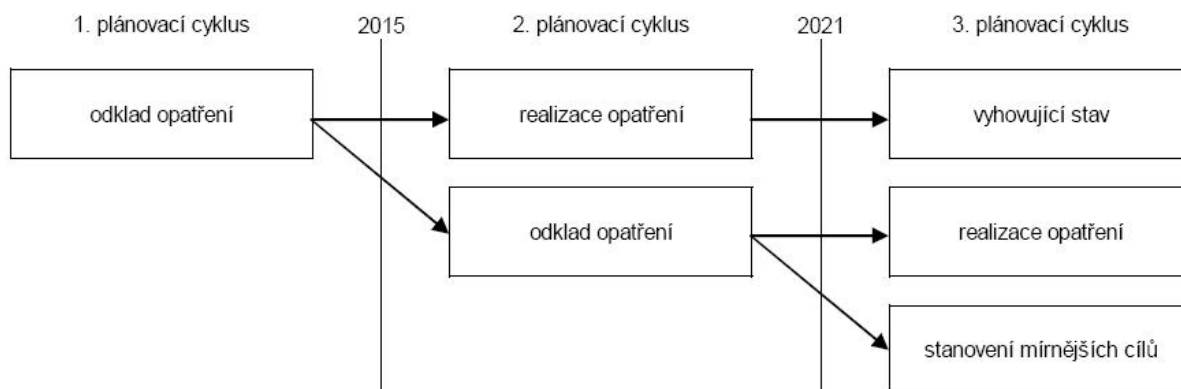 1. plánovací cyklus
2015
2. plánovací cyklus
2021
3. plánovací cyklus
odklad opatření
realizace opatření
vyhovující stav
odklad opatření
realizace opatření
stanovení mírnějších cílů